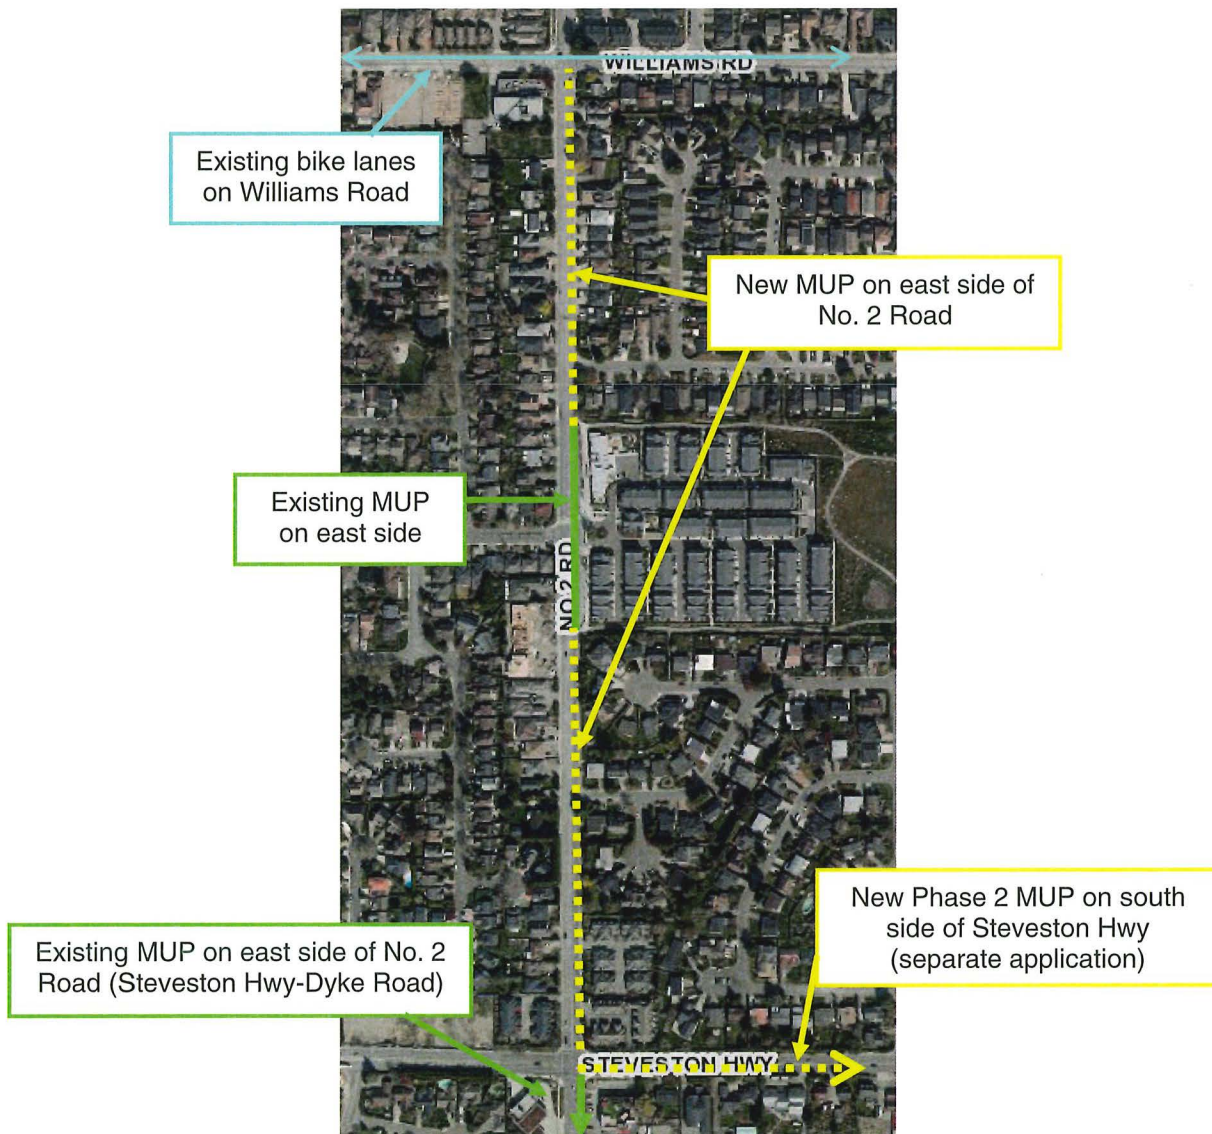 WILLIAMS RD
Existing bike lanes
on Williams Road
New MUP on east side of
No. 2 Road
Existing MUP
on east side
NO 2 RD
New Phase 2 MUP on south
side of Steveston Hwy
(separate application)
Existing MUP on east side of No. 2
Road (Steveston Hwy-Dyke Road)
STEVESTON HWY